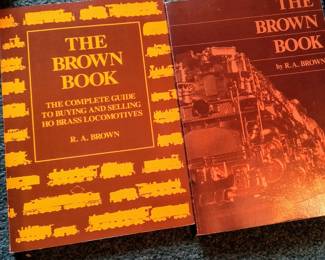 THE
BROWN
BOOK
THE COMPLETE GUIDE
TO BUYING AND SELLING
HO BRASS LOCOMOTIVES
R. A. BROWN
THE
BROWN
BOOK
by R.A. BROWN